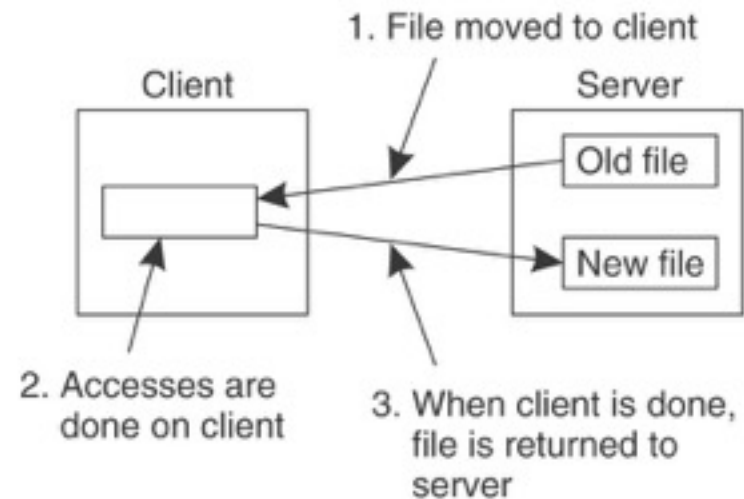 1. File moved to client
Client
Server
Old file
New file
2. Accesses are
done on client
3. When client is done,
file is returned to
server